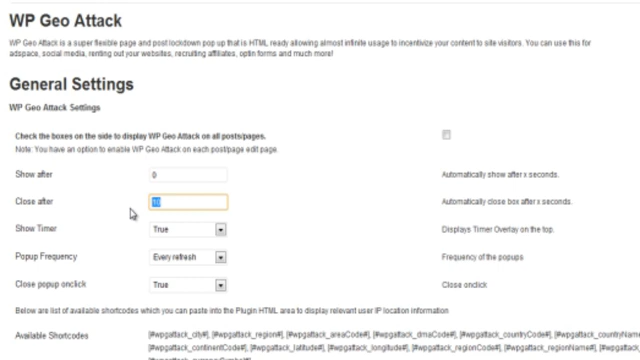 WP Geo Attack
WP Geo Attack is a super flexible page and post lockdown pop up that is HTML ready allowing almost infinite usage to incentivize your content to site visitors. You can use this for
adspace, social media, renting out your websites, recruiting affiliates, optin forms and much more!
General Settings
WP Geo Attack Settings
Check the boxes on the side to display WP Geo Attack on all posts/pages.
Note: You have an option to enable WP Geo Attack on each post/page edit page.
Show after 0 Automatically show after x seconds.
Close after 10 Automatically close box after x seconds.
Show Timer True Displays Timer Overlay on the top.
Popup Frequency Every refresh Frequency of the popups
Close popup onclick True Close onclick
Below are list of available shortcodes which you can paste into the Plugin HTML area to display relevant user IP location information
Available Shortcodes [#wpgattack_city#], [#wpgattack_region#], [#wpgattack_areaCode#], [#wpgattack_dmaCode#], [#wpgattack_countryCode#], [#wpgattack_countryName
[#wpgattack_continentCode#], [#wpgattack_latitude#], [#wpgattack_longitude#], [#wpgattack_regionCode#], [#wpgattack_regionName#],